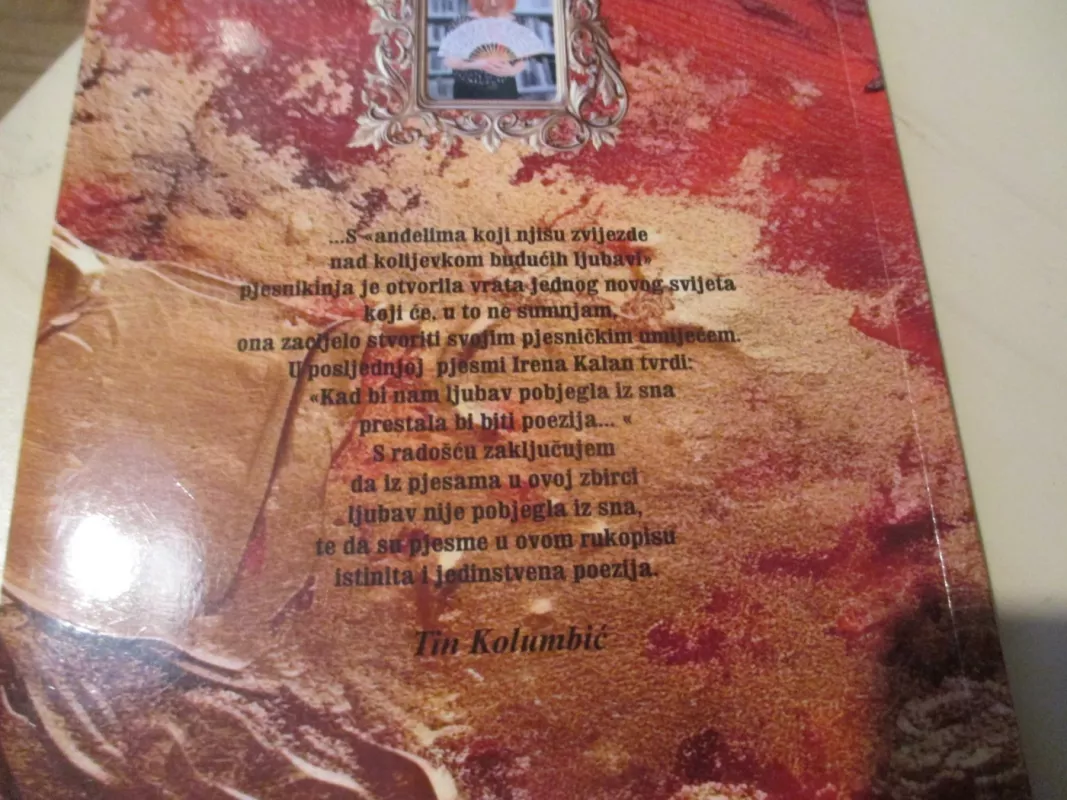 ...S «anđelima koji njišu zvijezde
nad kolijevkom budućih ljubavi»
pjesnikinja je otvorila vrata jednog novog svijeta
koji će, u to ne sumnjam,
ona zacijelo stvoriti svojim pjesničkim umijećem.
U posljednjoj pjesmi Irena Kalan tvrdi:
«Kad bi nam ljubav pobjegla iz sna
prestala bi biti poezija... «
S radošću zaključujem
da iz pjesama u ovoj zbirci
ljubav nije pobjegla iz sna,
te da su pjesme u ovom rukopisu
istinita i jedinstvena poezija.
Tin Kolumbić